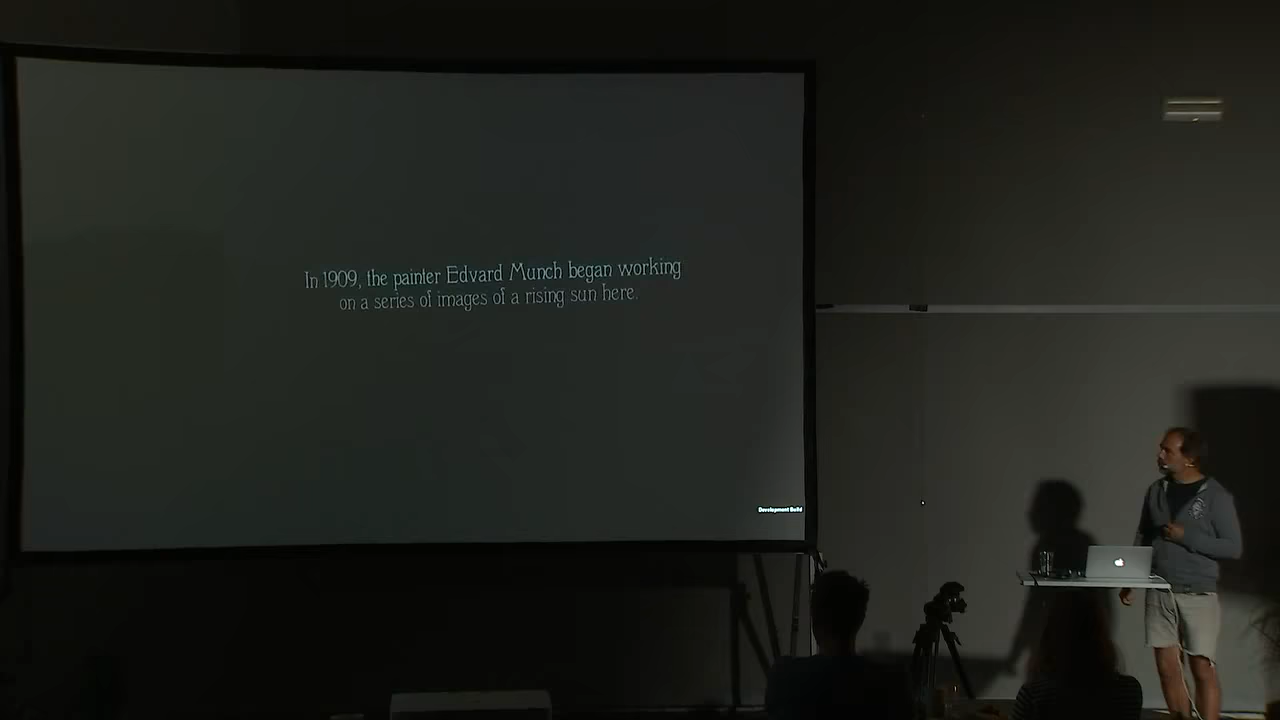 In 1909, the painter Edvard Munch began working
on a series of images of a rising sun here.
Development Build